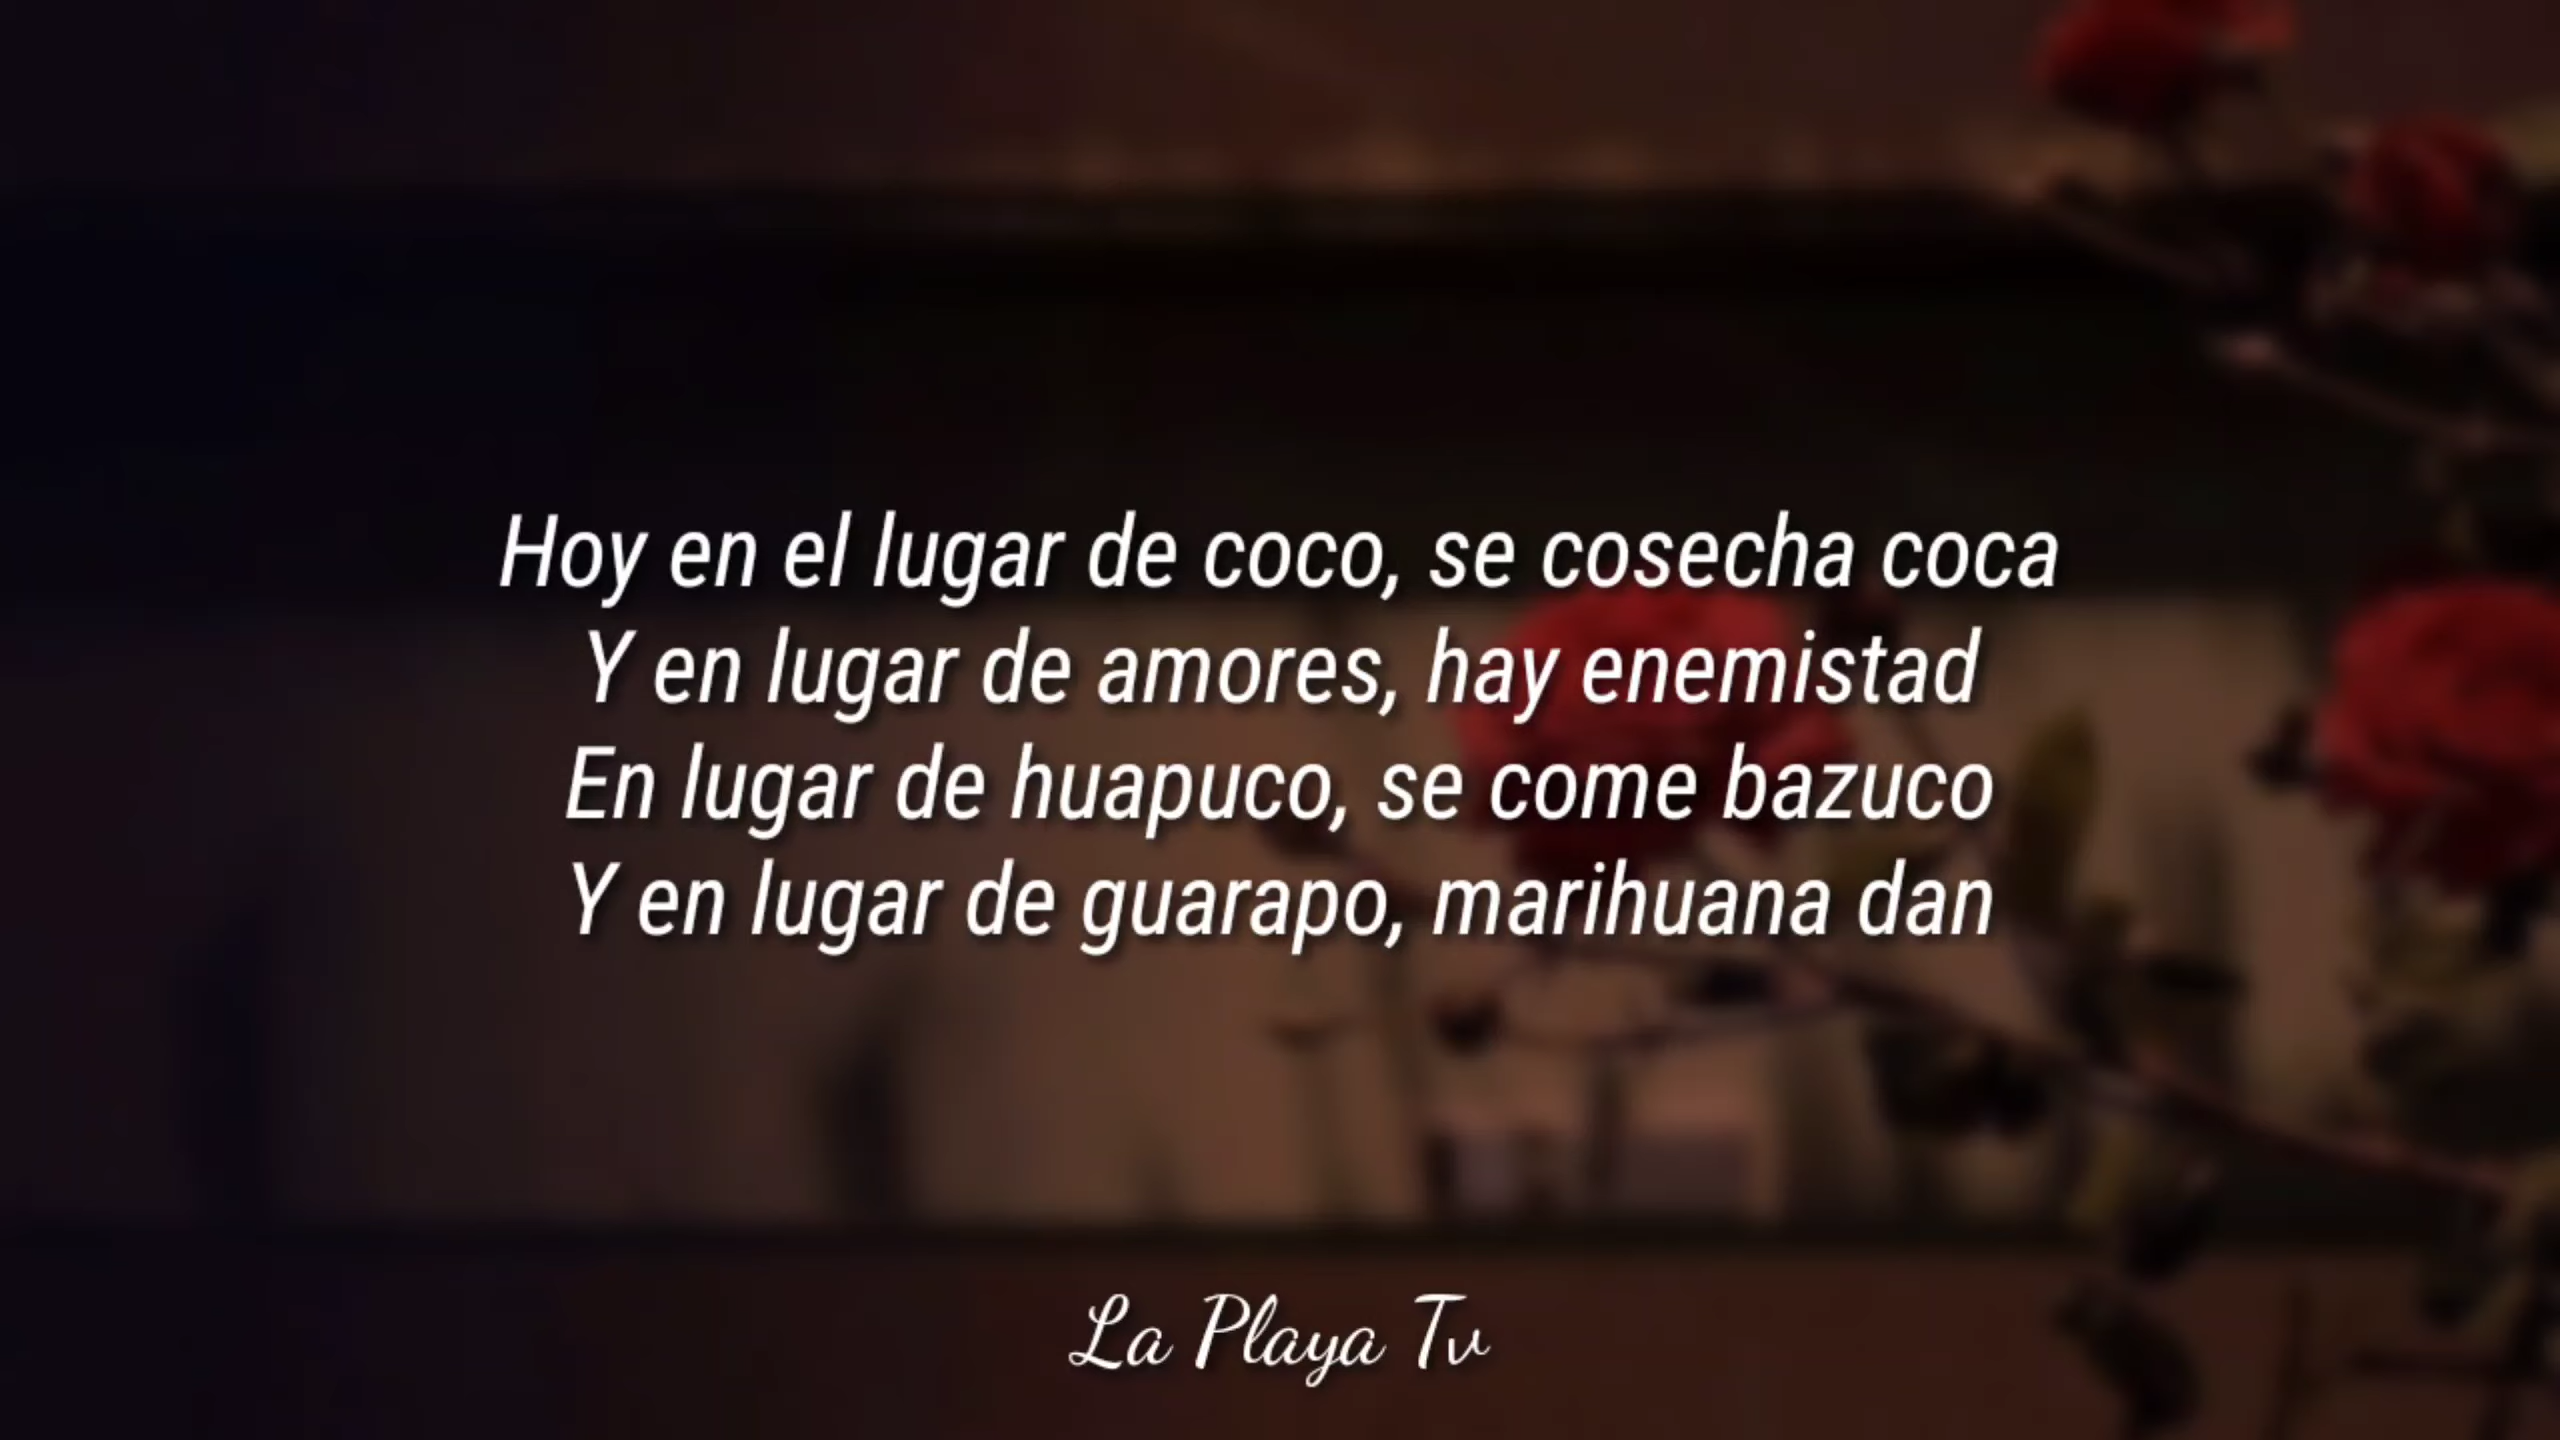 Hoy en el lugar de coco, se cosecha coca
Y en lugar de amores, hay enemistad
En lugar de huapuco, se come bazuco
Y en lugar de guarapo, marihuana dan
La Playa Tv